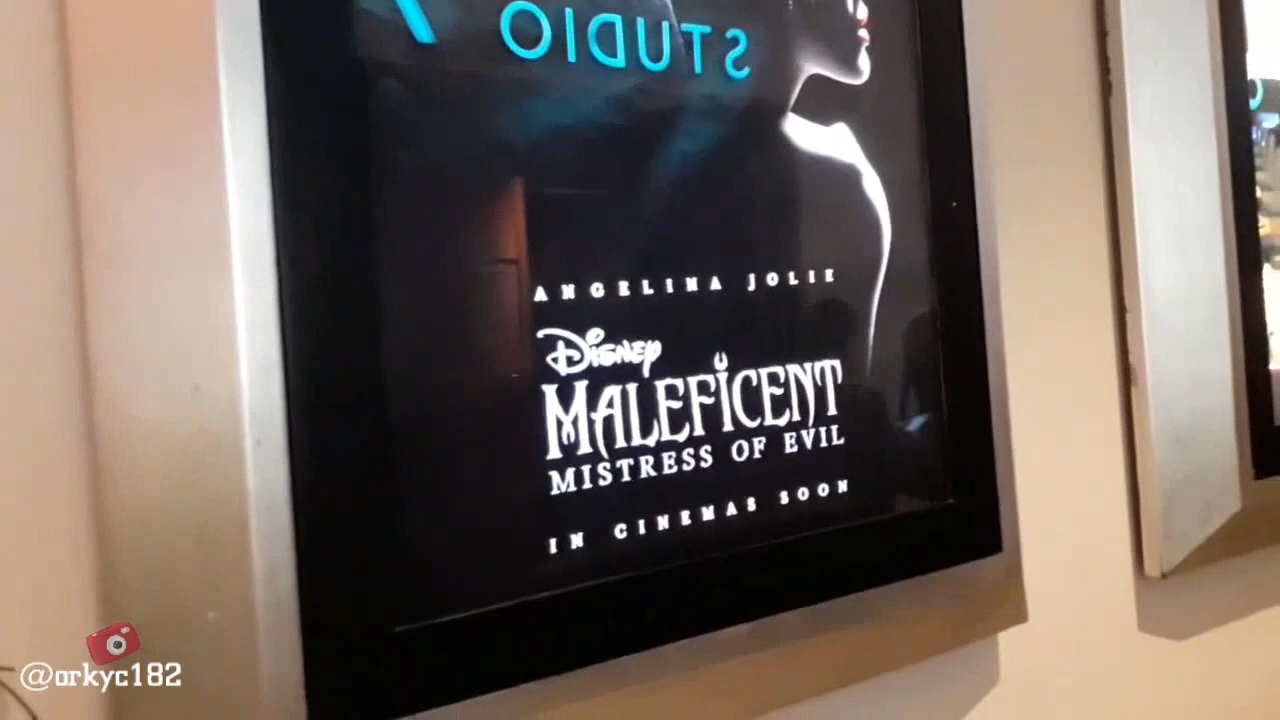 STUDIO
ANGELINA JOLIE
Disney
MALEFICENT
MISTRESS OF EVIL
IN CINEMAS SOON
@orkyc182